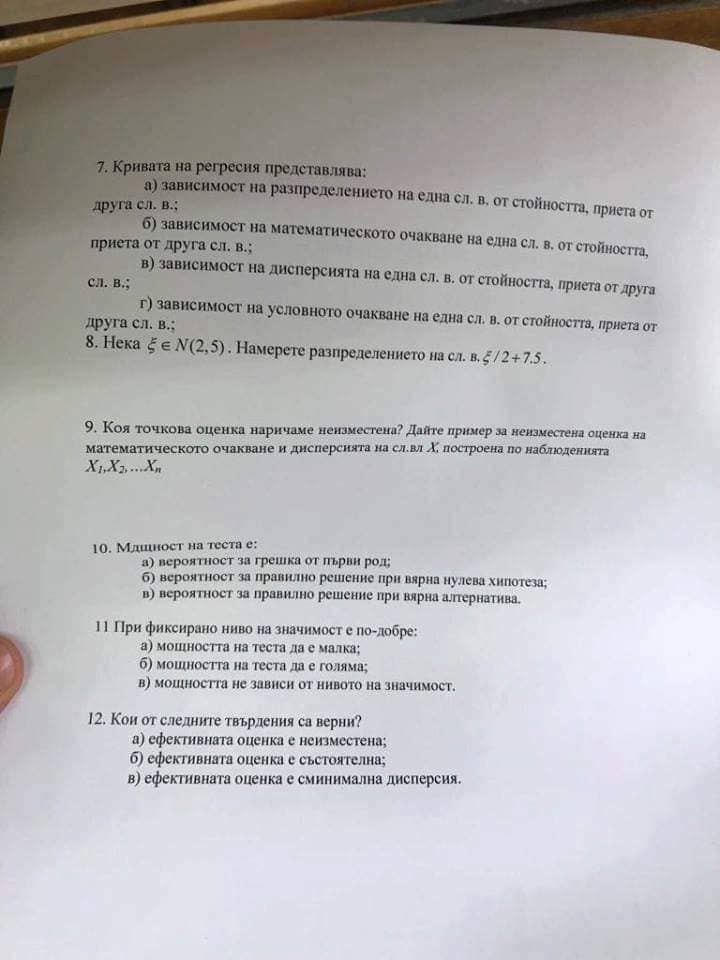 7. Кривата на регресия представлява:
а) зависимост на разпределението на една сл. в. от стойността, приета от
друга сл. в.;
б) зависимост на математическото очакване на една сл. в. от стойността,
приета от друга сл. в.;
в) зависимост на дисперсията на една сл. в. от стойността, приета от друга
сл. в.;
г) зависимост на условното очакване на една сл. в. от стойността, приета от
друга сл. в.;
8. Нека ξ ∈ N(2,5). Намерете разпределението на сл. в. ξ / 2 + 7.5.
9. Коя точкова оценка наричаме неизместена? Дайте пример за неизместена оценка на
математическото очакване и дисперсията на сл.вл X, построена по наблюденията
X₁,X₂,...Xₙ
10. Мдщност на теста е:
а) вероятност за грешка от първи род;
б) вероятност за правилно решение при вярна нулева хипотеза;
в) вероятност за правилно решение при вярна алтернатива.
11 При фиксирано ниво на значимост е по-добре:
а) мощността на теста да е малка;
б) мощността на теста да е голяма;
в) мощността не зависи от нивото на значимост.
12. Кои от следните твърдения са верни?
а) ефективната оценка е неизместена;
б) ефективната оценка е състоятелна;
в) ефективната оценка е сминимална дисперсия.